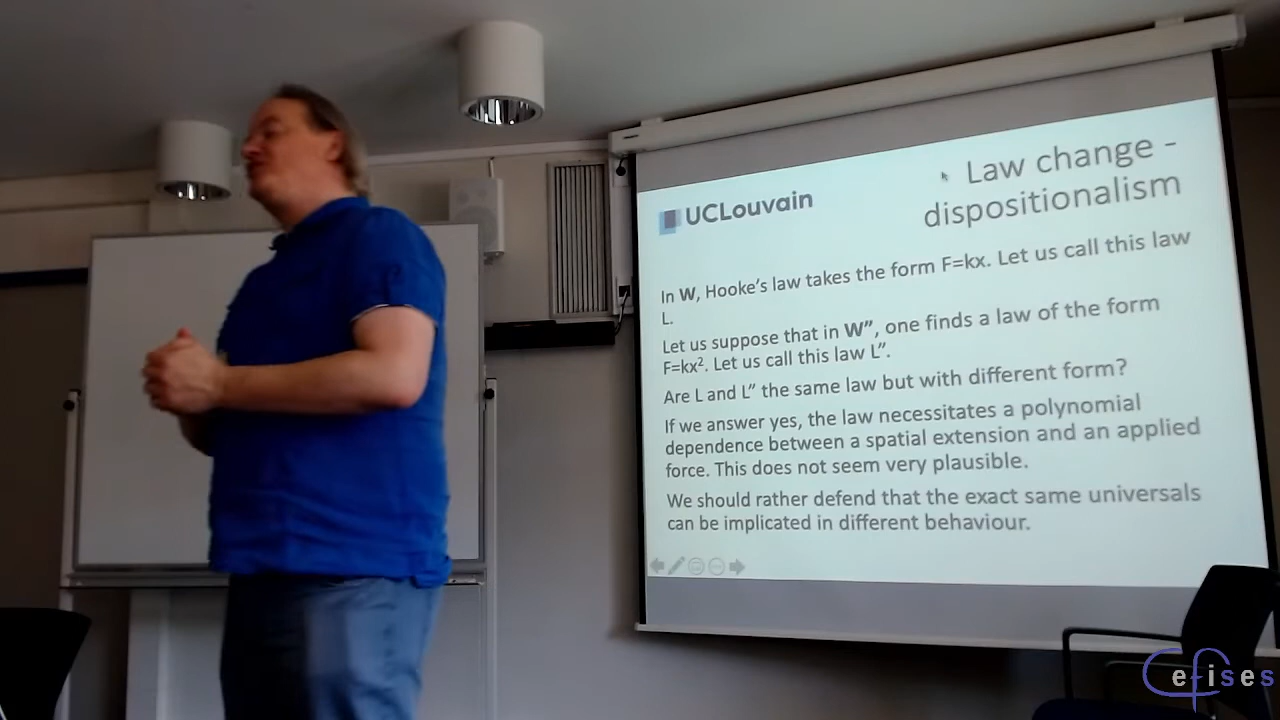 UCLouvain
Law change -
dispositionalism
In W, Hooke's law takes the form F=kx. Let us call this law
L.
Let us suppose that in W”, one finds a law of the form
F=kx². Let us call this law L”.
Are L and L” the same law but with different form?
If we answer yes, the law necessitates a polynomial
dependence between a spatial extension and an applied
force. This does not seem very plausible.
We should rather defend that the exact same universals
can be implicated in different behaviour.
Cefises